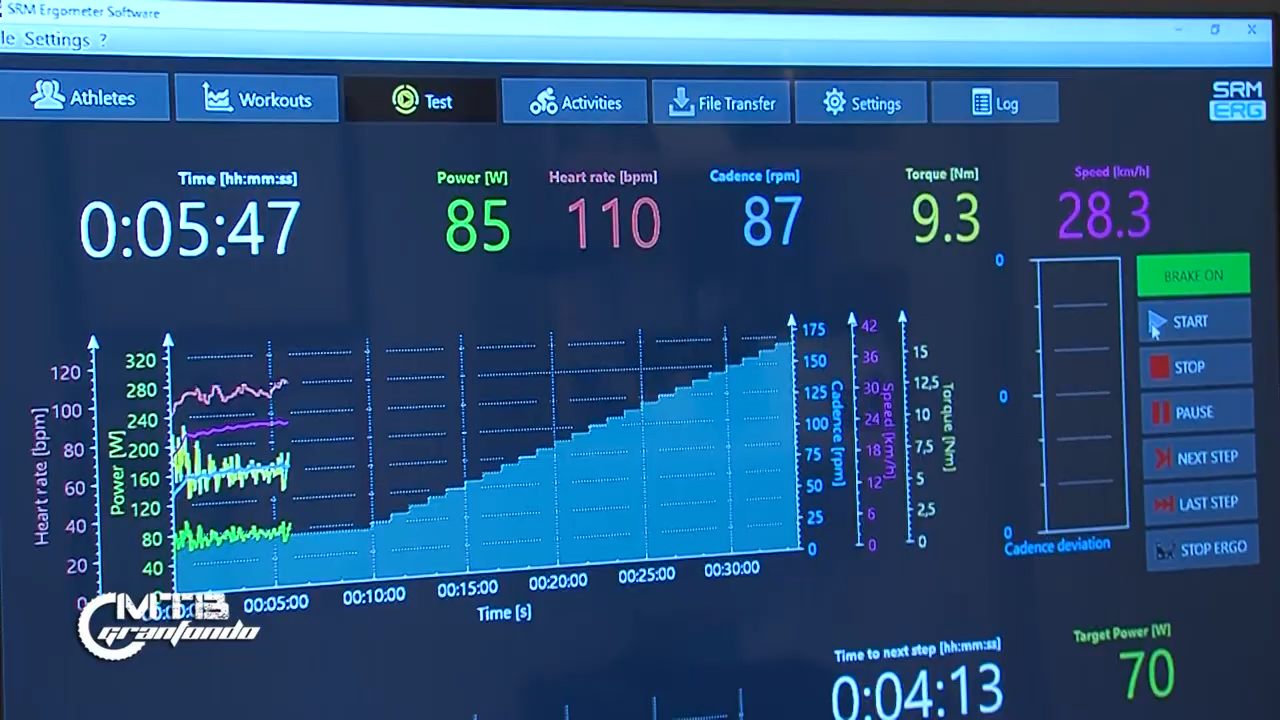 SRM Ergometer Software
le Settings ?
Athletes Workouts Test Activities File Transfer Settings Log
SRM
ERG
Time [hh:mm:ss] Power [W] Heart rate [bpm] Cadence [rpm] Torque [Nm] Speed [km/h]
0:05:47 85 110 87 9.3 28.3
BRAKE ON
START
STOP
PAUSE
NEXT STEP
LAST STEP
STOP ERGO
0
0
0
Cadence deviation
Heart rate [bpm]
120
100
80
60
40
20
0
Power [W]
320
280
240
200
160
120
80
40
175
150
125
100
75
50
25
0
Cadence [rpm]
42
36
30
24
18
12
6
0
Speed [km/h]
15
12,5
10
7,5
5
2,5
0
Torque [Nm]
00:05:00 00:10:00 00:15:00 00:20:00 00:25:00 00:30:00
Time [s]
MTB
granfondo
Time to next step [hh:mm:ss] Target Power [W]
0:04:13 70